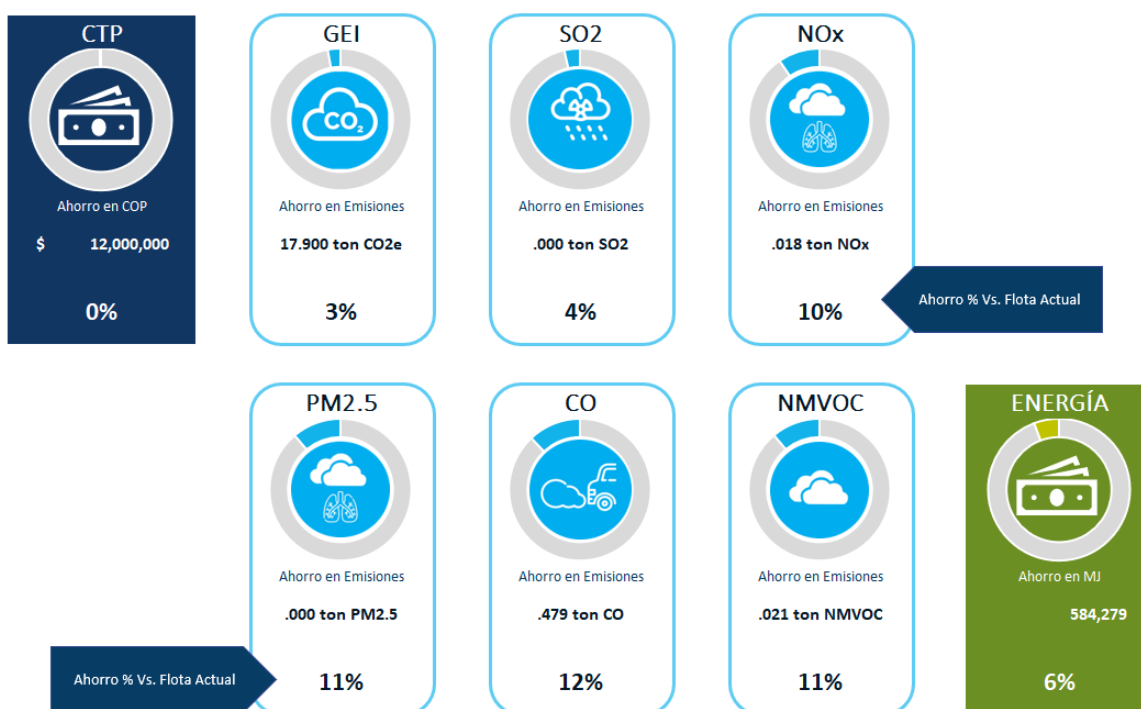 CTP
Ahorro en COP
$ 12,000,000
0%
GEI
CO2
Ahorro en Emisiones
17.900 ton CO2e
3%
SO2
Ahorro en Emisiones
.000 ton SO2
4%
NOx
Ahorro en Emisiones
.018 ton NOx
10%
Ahorro % Vs. Flota Actual
PM2.5
Ahorro en Emisiones
.000 ton PM2.5
11%
Ahorro % Vs. Flota Actual
CO
Ahorro en Emisiones
.479 ton CO
12%
NMVOC
Ahorro en Emisiones
.021 ton NMVOC
11%
ENERGÍA
Ahorro en MJ
584,279
6%